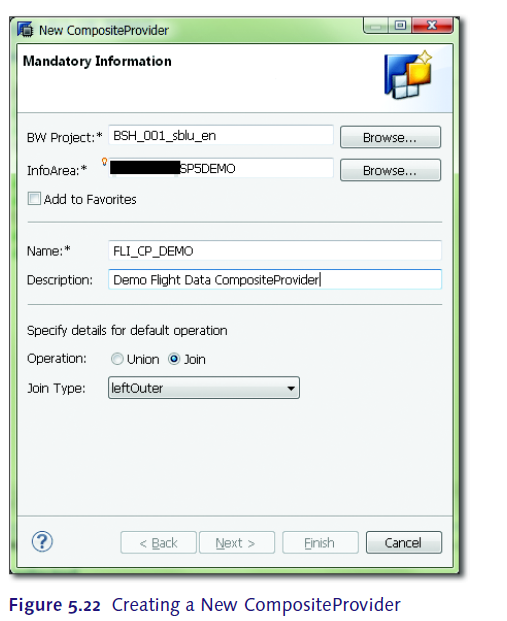 New CompositeProvider
Mandatory Information
BW Project:* BSH_001_sblu_en Browse...
InfoArea:* SP5DEMO Browse...
Add to Favorites
Name:* FLI_CP_DEMO
Description: Demo Flight Data CompositeProvider
Specify details for default operation
Operation: Union Join
Join Type: leftOuter
? < Back Next > Finish Cancel
Figure 5.22 Creating a New CompositeProvider